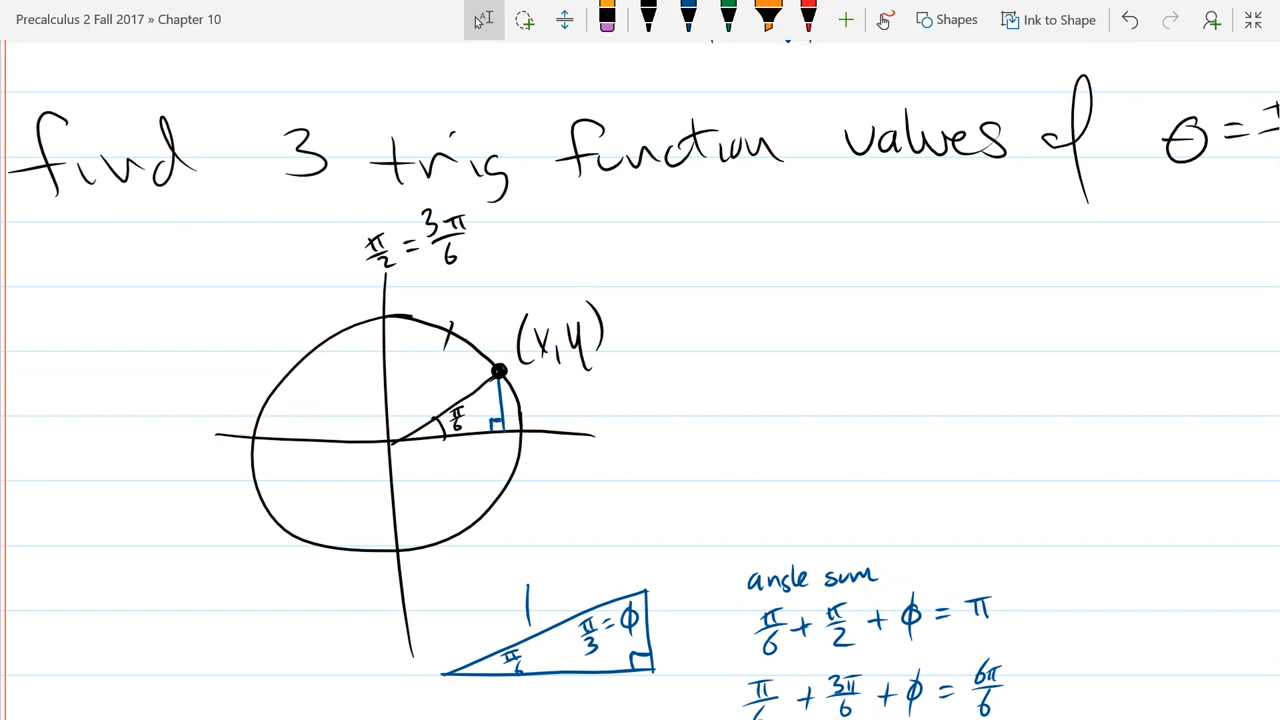 Precalculus 2 Fall 2017 » Chapter 10
Shapes
Ink to Shape
find 3 trig function values of θ =
π/2 = 3π/6
(x,y)
π/6
1
π/3 = ϕ
π/6
angle sum
π/6 + π/2 + ϕ = π
π/6 + 3π/6 + ϕ = 6π/6